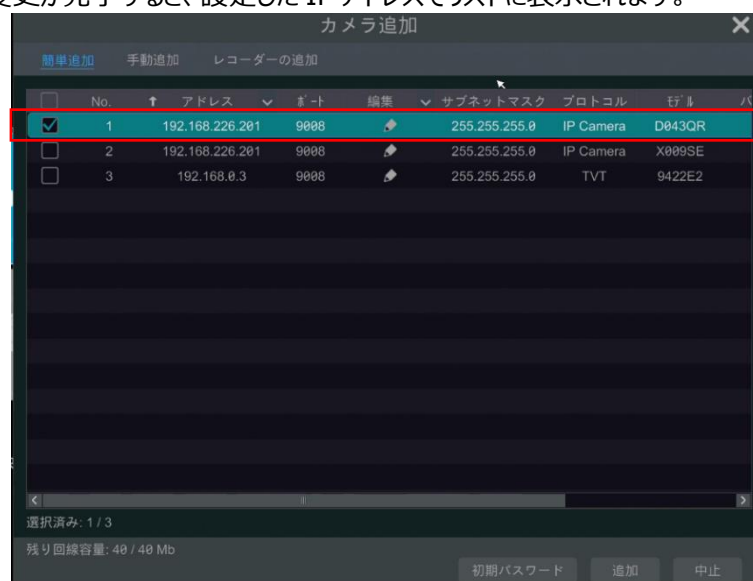 変更が完了すると、設定した IP アドレスでリストに表示されます。
カメラ追加
簡単追加 手動追加 レコーダーの追加
No. ↑ アドレス ポート 編集 サブネットマスク プロトコル モデル
1 192.168.226.201 9008 255.255.255.0 IP Camera D043QR
2 192.168.226.201 9008 255.255.255.0 IP Camera X009SE
3 192.168.0.3 9008 255.255.255.0 TVT 9422E2
選択済み: 1 / 3
残り回線容量: 40 / 40 Mb
初期パスワード 追加 中止